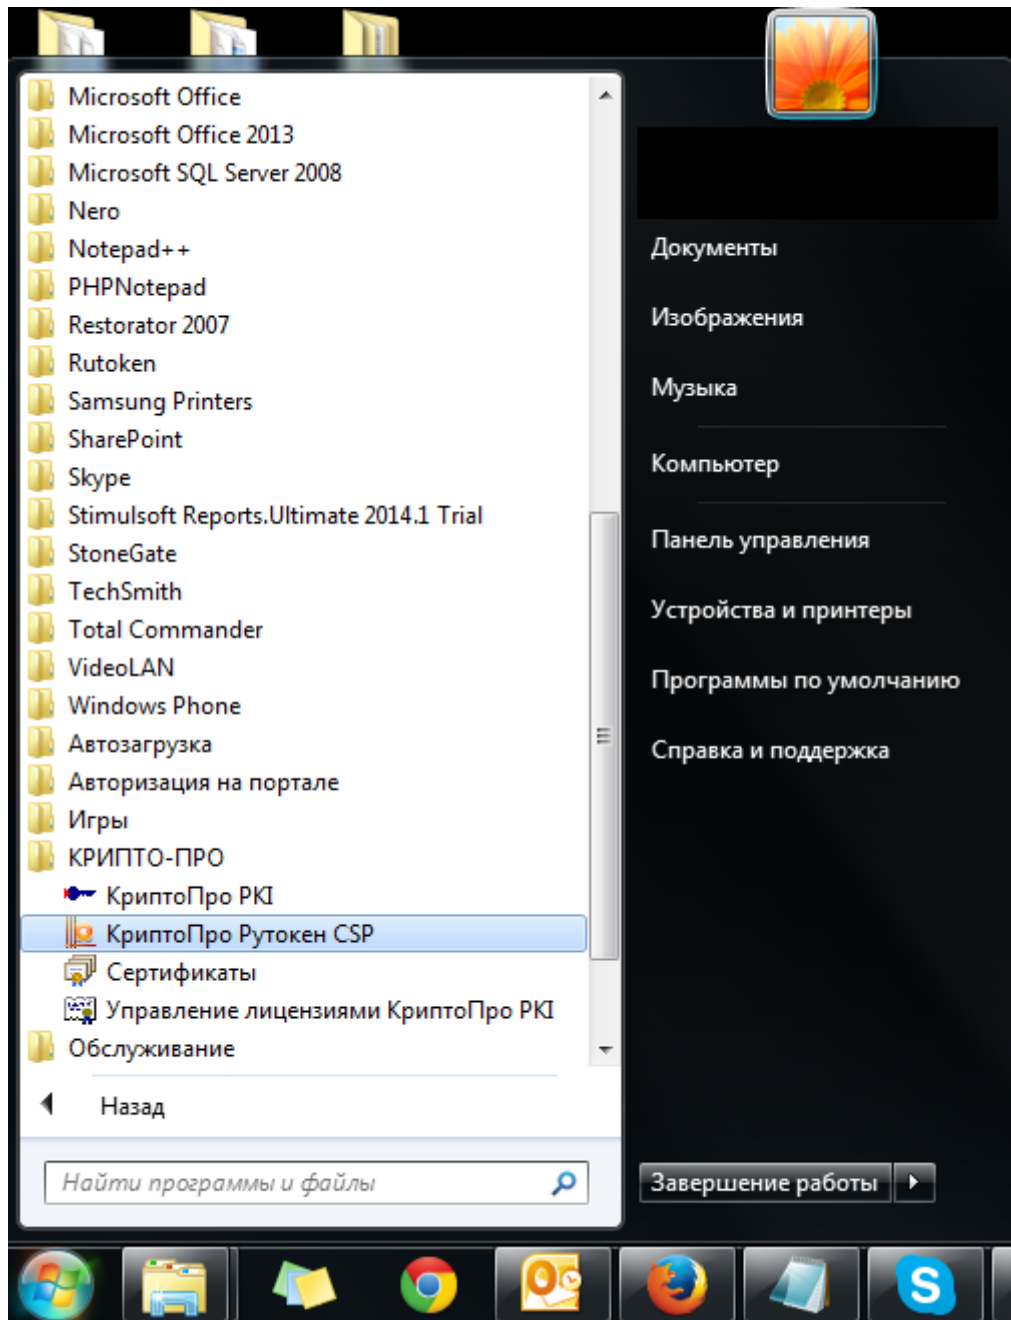 Microsoft Office
Microsoft Office 2013
Microsoft SQL Server 2008
Nero
Notepad++
PHPNotepad
Restorator 2007
Rutoken
Samsung Printers
SharePoint
Skype
Stimulsoft Reports.Ultimate 2014.1 Trial
StoneGate
TechSmith
Total Commander
VideoLAN
Windows Phone
Автозагрузка
Авторизация на портале
Игры
КРИПТО-ПРО
КриптоПро PKI
КриптоПро Рутокен CSP
Сертификаты
Управление лицензиями КриптоПро PKI
Обслуживание
Назад
Найти программы и файлы
Документы
Изображения
Музыка
Компьютер
Панель управления
Устройства и принтеры
Программы по умолчанию
Справка и поддержка
Завершение работы